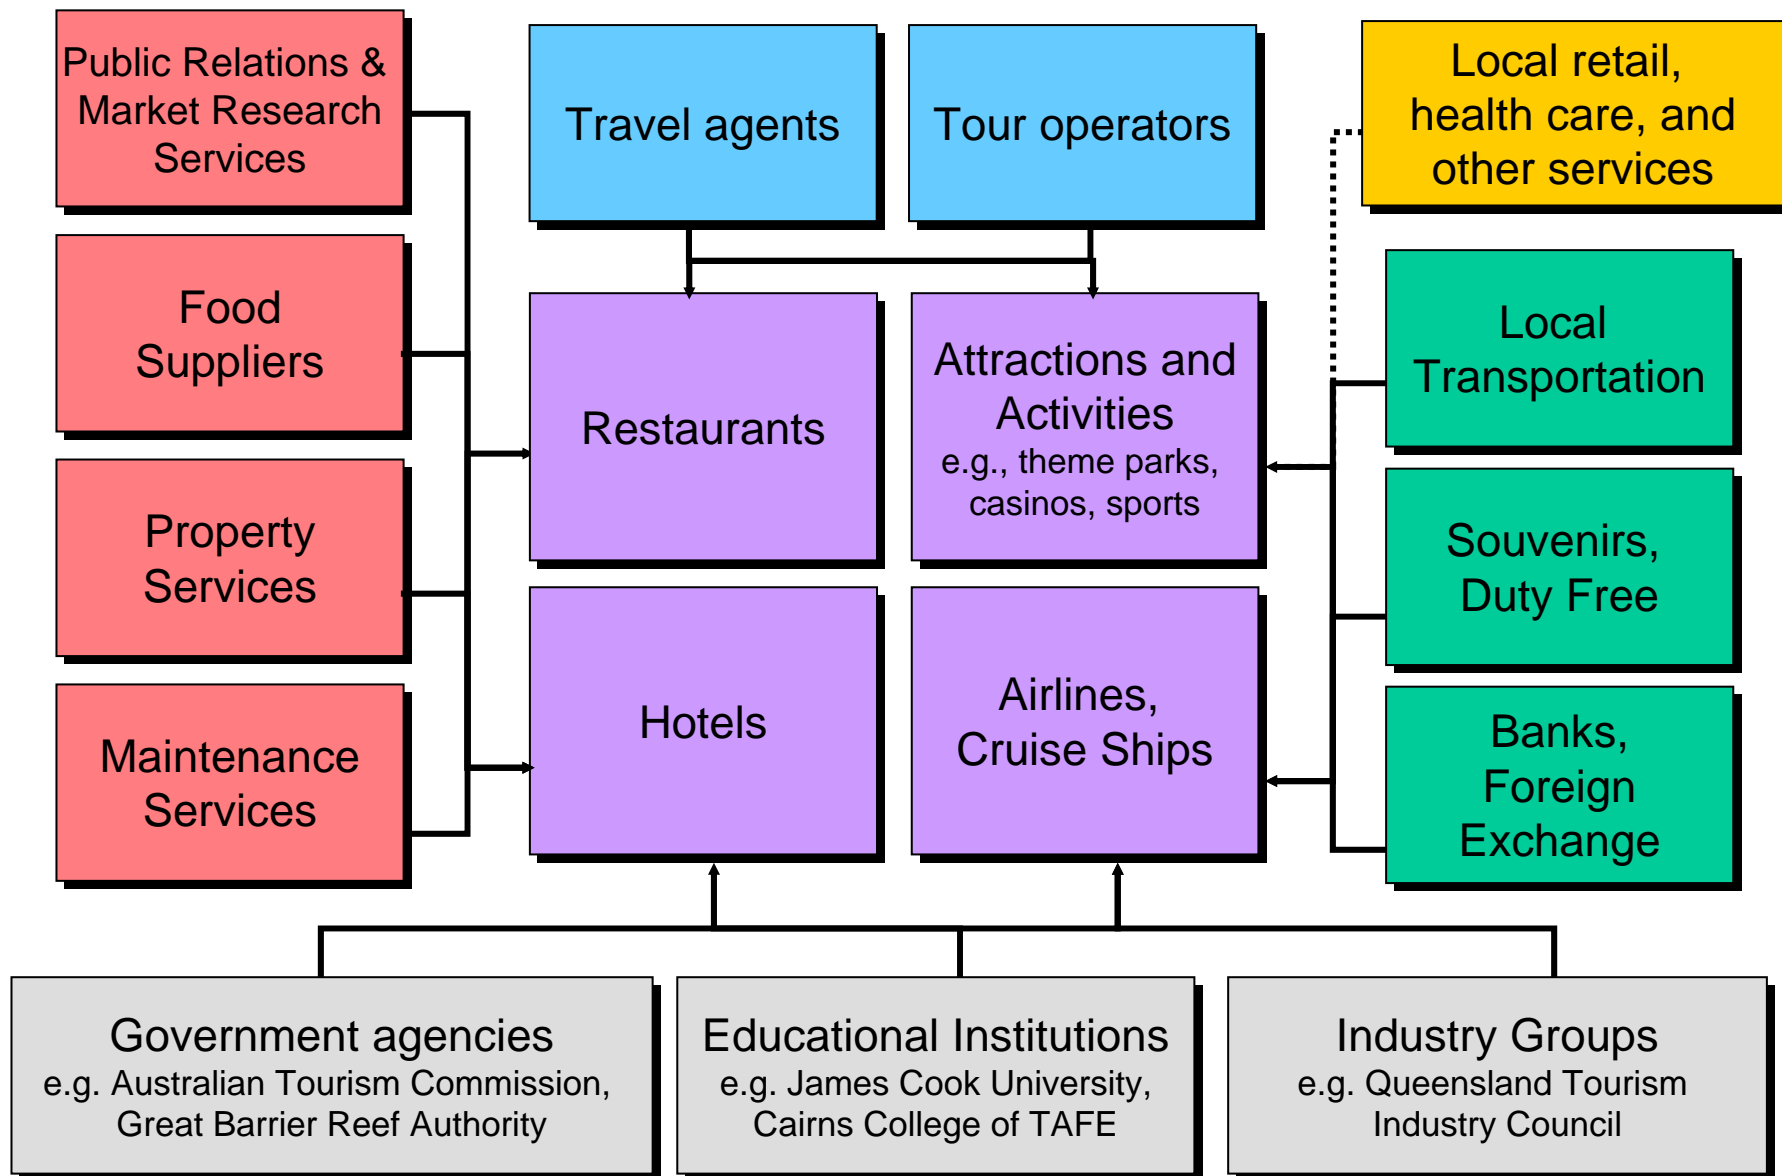 Public Relations &
Market Research
Services
Travel agents
Tour operators
Local retail,
health care, and
other services
Food
Suppliers
Restaurants
Attractions and
Activities
e.g., theme parks,
casinos, sports
Local
Transportation
Property
Services
Souvenirs,
Duty Free
Maintenance
Services
Hotels
Airlines,
Cruise Ships
Banks,
Foreign
Exchange
Government agencies
e.g. Australian Tourism Commission,
Great Barrier Reef Authority
Educational Institutions
e.g. James Cook University,
Cairns College of TAFE
Industry Groups
e.g. Queensland Tourism
Industry Council